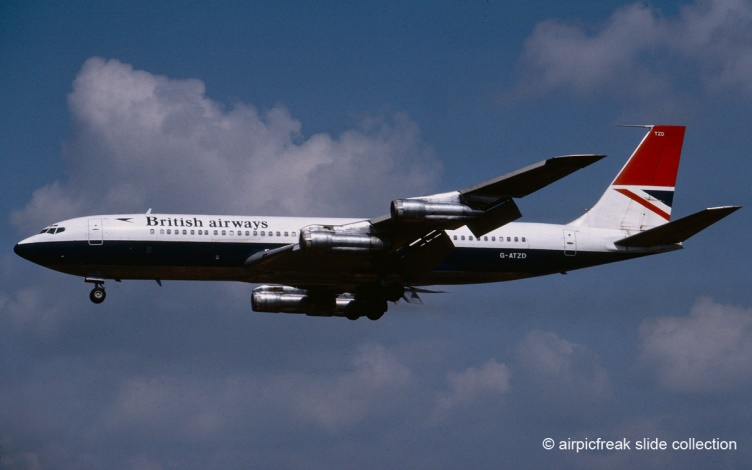 TZD
British airways
G-ATZD
© airpicfreak slide collection